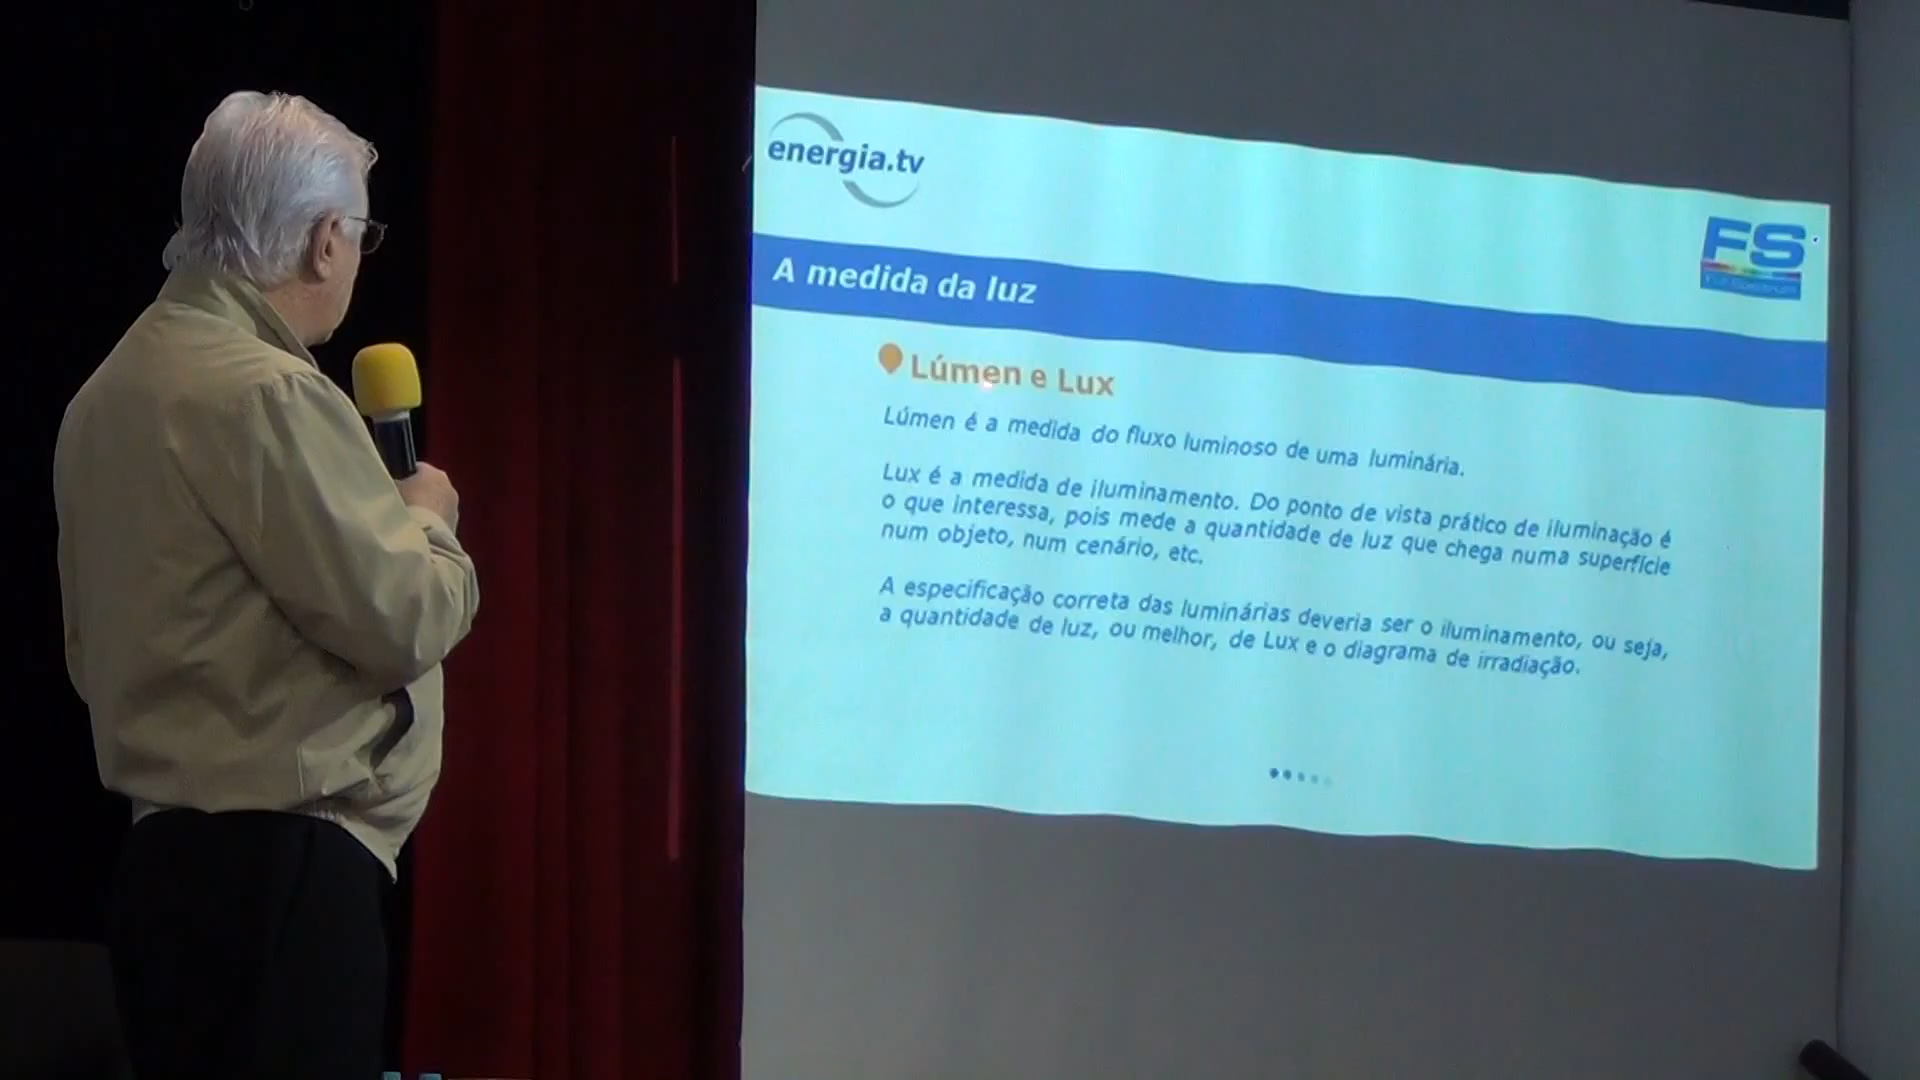 energia.tv
FS
A medida da luz
Lúmen e Lux
Lúmen é a medida do fluxo luminoso de uma luminária.
Lux é a medida de iluminamento. Do ponto de vista prático de iluminação é
o que interessa, pois mede a quantidade de luz que chega numa superfície
num objeto, num cenário, etc.
A especificação correta das luminárias deveria ser o iluminamento, ou seja,
a quantidade de luz, ou melhor, de Lux e o diagrama de irradiação.